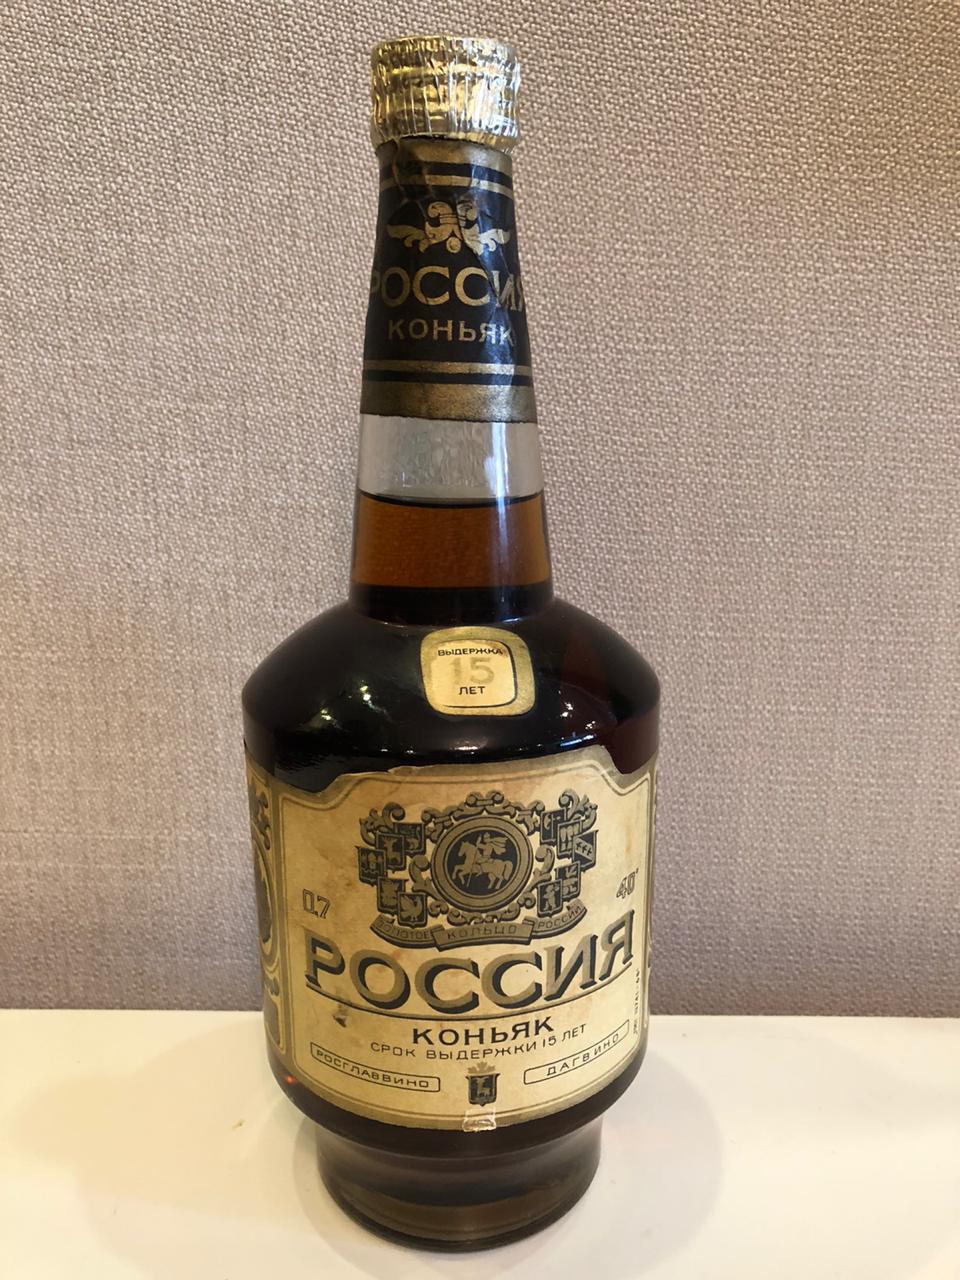 РОССИЯ
КОНЬЯК
ВЫДЕРЖКА
15
ЛЕТ
0,7
40°
ЗОЛОТОЕ КОЛЬЦО РОССИИ
РОССИЯ
КОНЬЯК
СРОК ВЫДЕРЖКИ 15 ЛЕТ
РОСГЛАВВИНО
ДАГВИНО